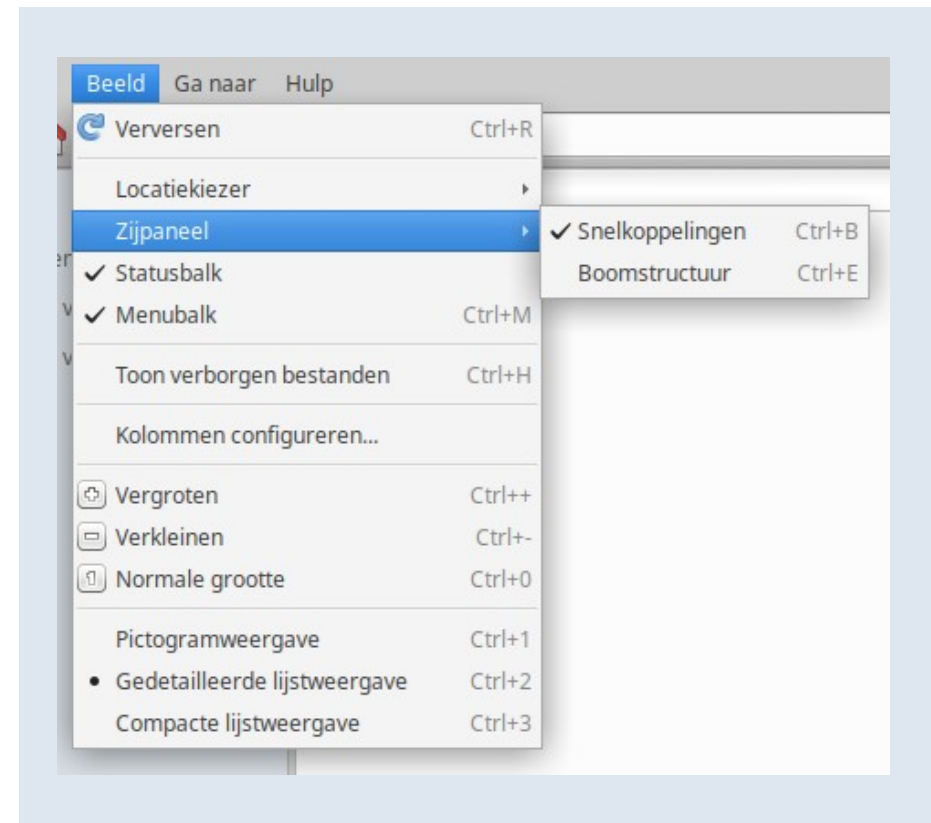 Beeld Ga naar Hulp
Verversen Ctrl+R
Locatiekiezer
Zijpaneel
Snelkoppelingen Ctrl+B
Statusbalk
Boomstructuur Ctrl+E
Menubalk Ctrl+M
Toon verborgen bestanden Ctrl+H
Kolommen configureren...
Vergroten Ctrl++
Verkleinen Ctrl+-
Normale grootte Ctrl+0
Pictogramweergave Ctrl+1
Gedetailleerde lijstweergave Ctrl+2
Compacte lijstweergave Ctrl+3